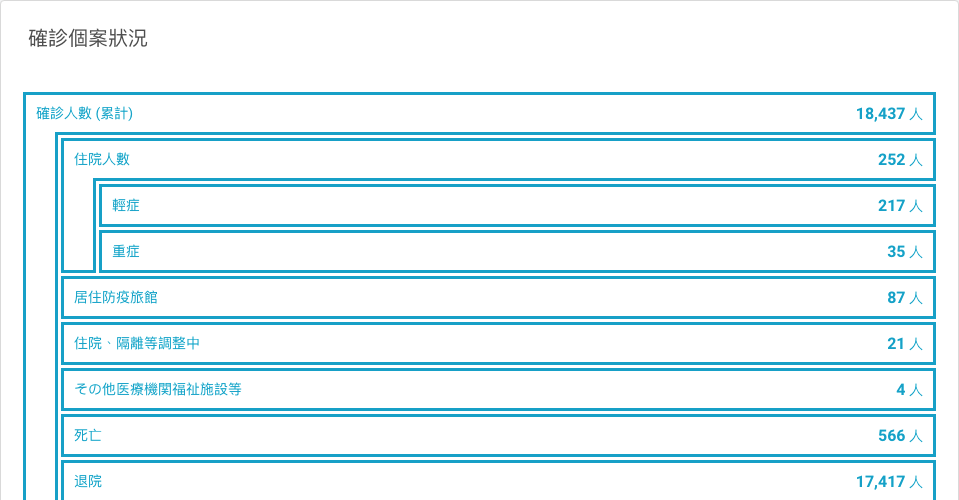 確診個案狀況
確診人數 (累計) 18,437 人
住院人數 252 人
輕症 217 人
重症 35 人
居住防疫旅館 87 人
住院、隔離等調整中 21 人
その他医療機関福祉施設等 4 人
死亡 566 人
退院 17,417 人